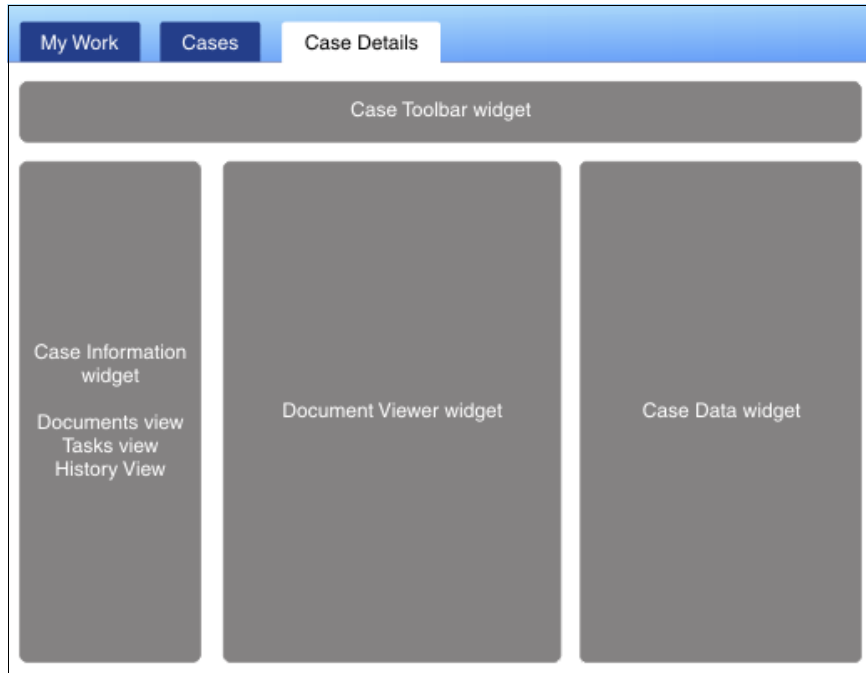 My Work
Cases
Case Details
Case Toolbar widget
Case Information
widget
Documents view
Tasks view
History View
Document Viewer widget
Case Data widget